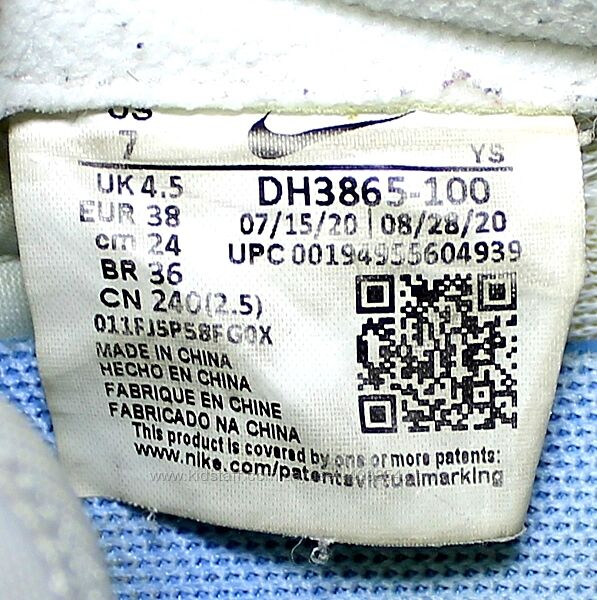 US
7
YS
UK 4.5
EUR 38
cm 24
BR 36
CN 240(2.5)
DH3865-100
07/15/20 | 08/28/20
UPC 00194955604939
MADE IN CHINA
HECHO EN CHINA
FABRIQUE EN CHINE
FABRICADO NA CHINA
This product is covered by one or more patents:
www.nike.com/patents virtualmarking